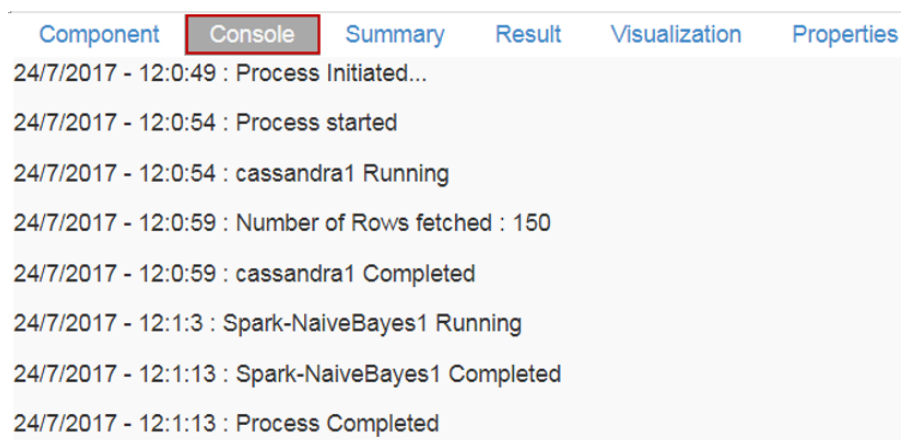 Component Console Summary Result Visualization Properties
24/7/2017 - 12:0:49 : Process Initiated...
24/7/2017 - 12:0:54 : Process started
24/7/2017 - 12:0:54 : cassandra1 Running
24/7/2017 - 12:0:59 : Number of Rows fetched : 150
24/7/2017 - 12:0:59 : cassandra1 Completed
24/7/2017 - 12:1:3 : Spark-NaiveBayes1 Running
24/7/2017 - 12:1:13 : Spark-NaiveBayes1 Completed
24/7/2017 - 12:1:13 : Process Completed